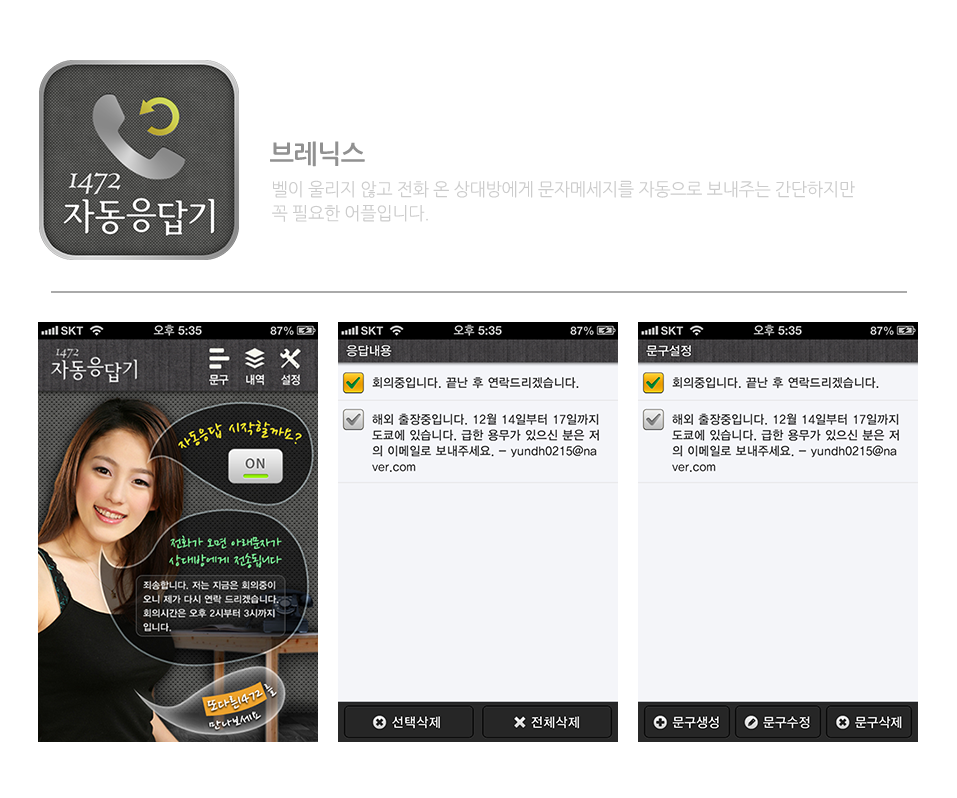 1472
자동응답기
브레닉스
벨이 울리지 않고 전화 온 상대방에게 문자메세지를 자동으로 보내주는 간단하지만
꼭 필요한 어플입니다.
SKT 오후 5:35 87%
1472
자동응답기
문구 내역 설정
자동응답 시작할까요?
ON
전화가 오면 아래문자가
상대방에게 전송됩니다
죄송합니다. 저는 지금은 회의중이
오니 제가 다시 연락 드리겠습니다.
회의시간은 오후 2시부터 3시까지
입니다.
또다른1472를
만나보세요
SKT 오후 5:35 87%
응답내용
회의중입니다. 끝난 후 연락드리겠습니다.
해외 출장중입니다. 12월 14일부터 17일까지
도쿄에 있습니다. 급한 용무가 있으신 분은 저
의 이메일로 보내주세요. - yundh0215@na
ver.com
선택삭제 전체삭제
SKT 오후 5:35 87%
문구설정
회의중입니다. 끝난 후 연락드리겠습니다.
해외 출장중입니다. 12월 14일부터 17일까지
도쿄에 있습니다. 급한 용무가 있으신 분은 저
의 이메일로 보내주세요. - yundh0215@na
ver.com
문구생성 문구수정 문구삭제